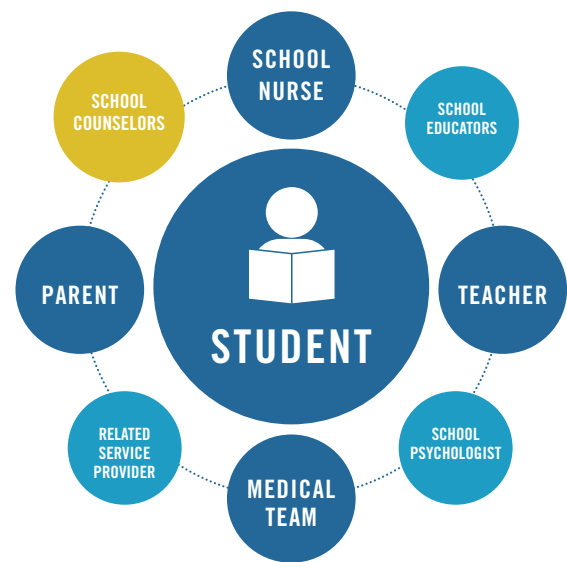 SCHOOL
NURSE
SCHOOL
COUNSELORS
SCHOOL
EDUCATORS
PARENT
STUDENT
TEACHER
RELATED
SERVICE
PROVIDER
SCHOOL
PSYCHOLOGIST
MEDICAL
TEAM